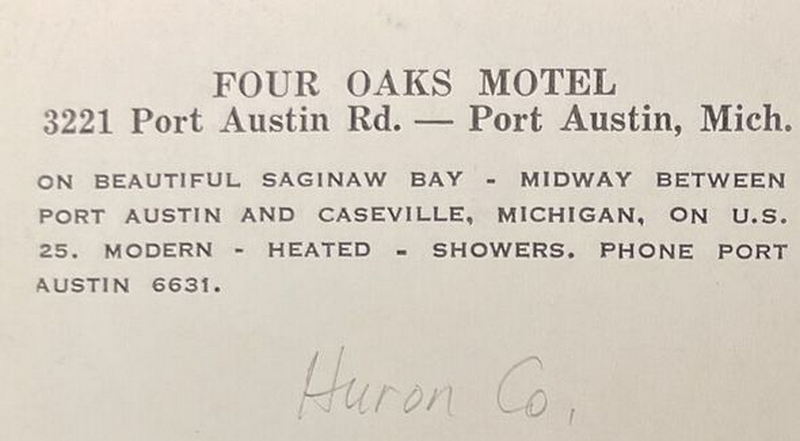 FOUR OAKS MOTEL
3221 Port Austin Rd. — Port Austin, Mich.
ON BEAUTIFUL SAGINAW BAY - MIDWAY BETWEEN
PORT AUSTIN AND CASEVILLE, MICHIGAN, ON U.S.
25. MODERN - HEATED - SHOWERS. PHONE PORT
AUSTIN 6631.
Huron Co.